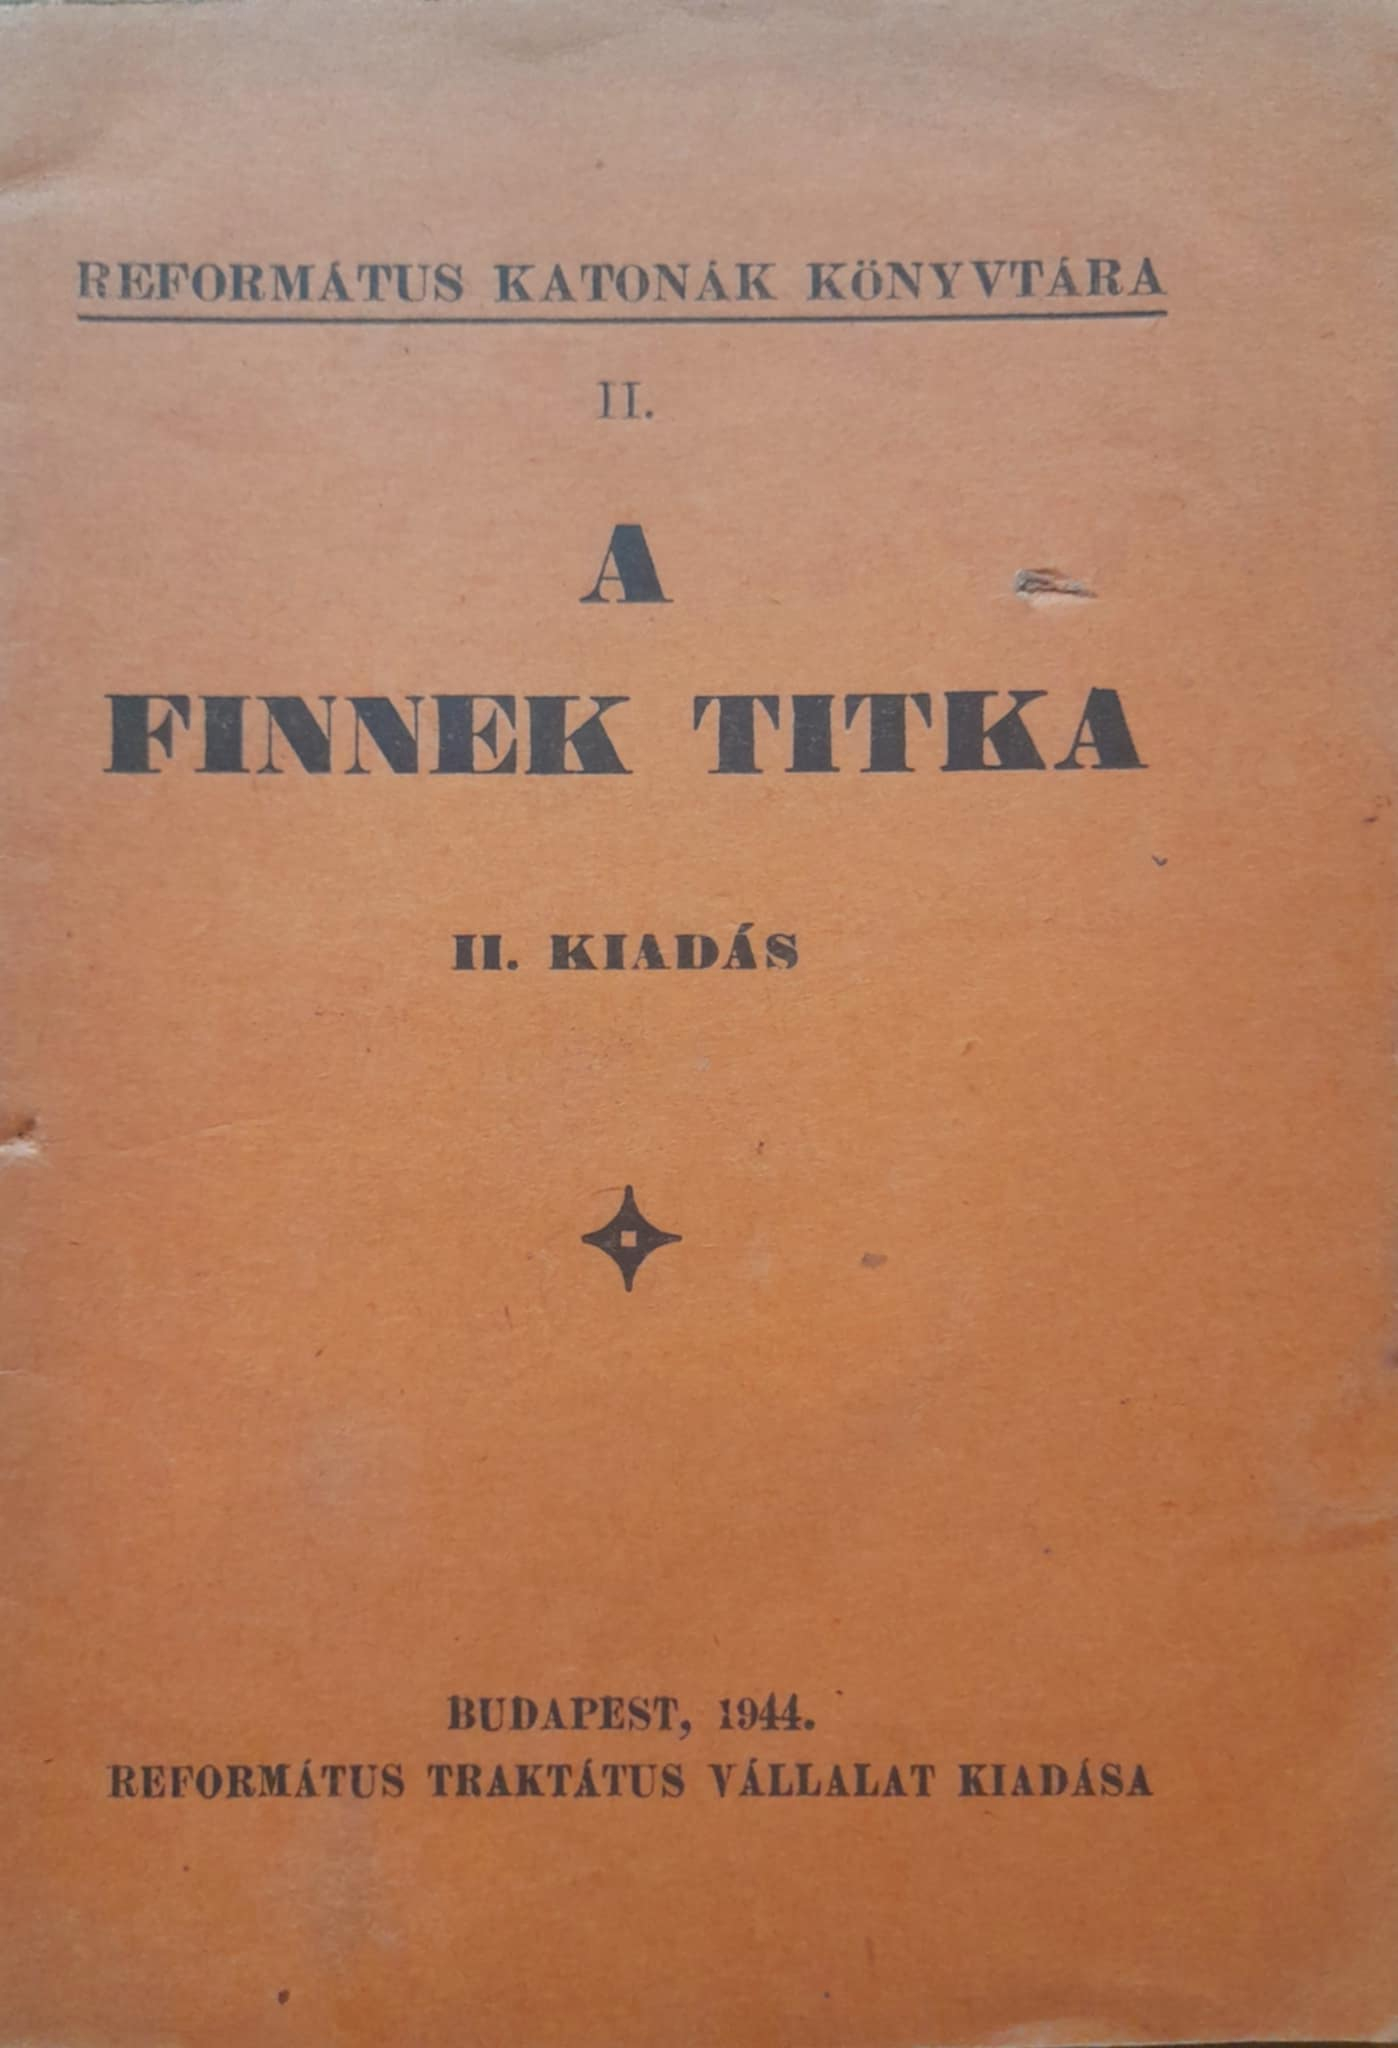 REFORMÁTUS KATONÁK KÖNYVTÁRA
II.
A
FINNEK TITKA
II. KIADÁS
BUDAPEST, 1944.
REFORMÁTUS TRAKTÁTUS VÁLLALAT KIADÁSA